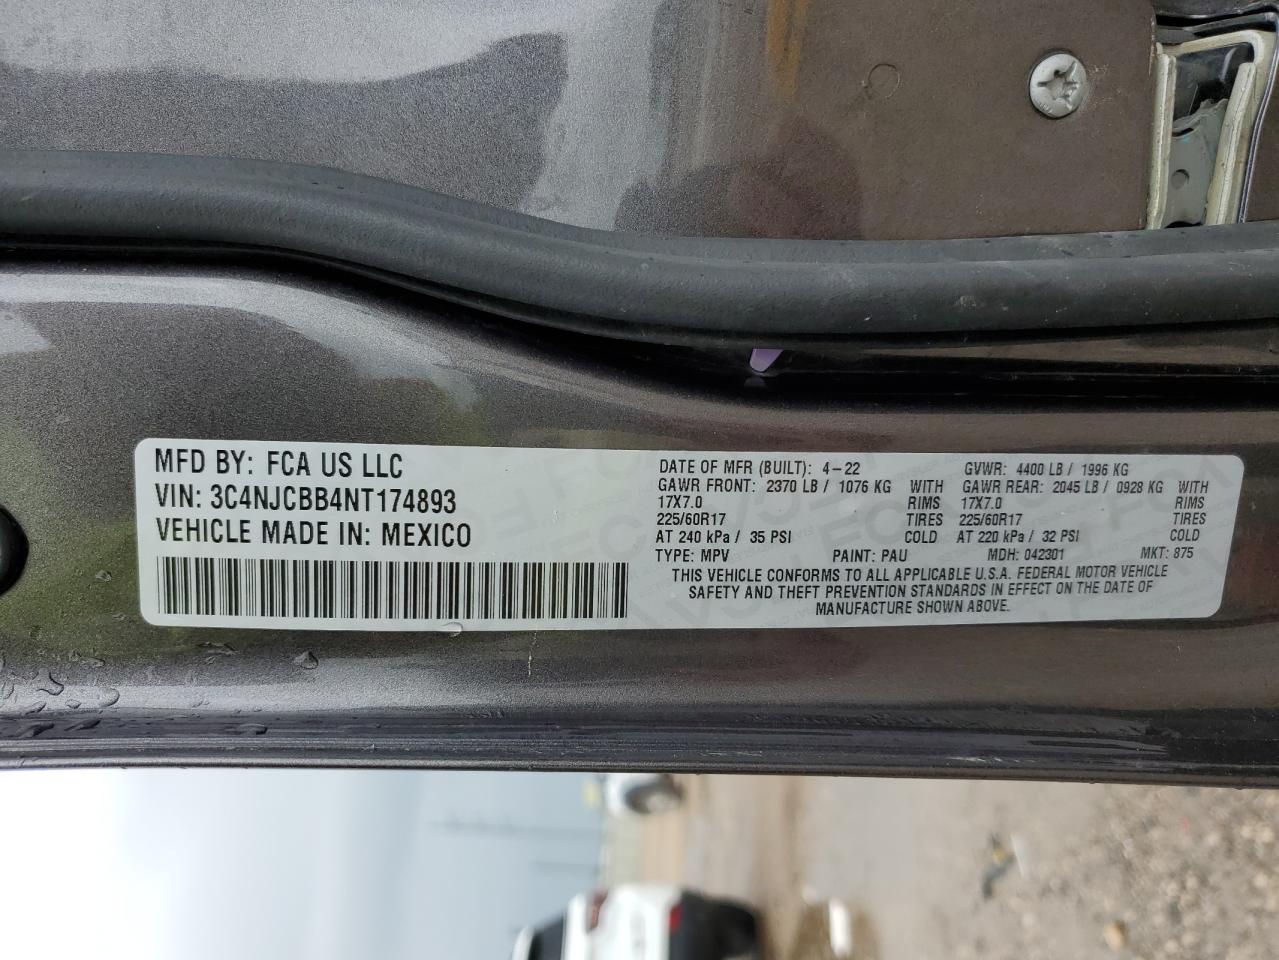 MFD BY: FCA US LLC
VIN: 3C4NJCBB4NT174893
VEHICLE MADE IN: MEXICO
DATE OF MFR (BUILT): 4-22 GVWR: 4400 LB / 1996 KG
GAWR FRONT: 2370 LB / 1076 KG WITH GAWR REAR: 2045 LB / 0928 KG WITH
17X7.0 RIMS 17X7.0 RIMS
225/60R17 TIRES 225/60R17 TIRES
AT 240 kPa / 35 PSI COLD AT 220 kPa / 32 PSI COLD
TYPE: MPV PAINT: PAU MDH: 042301 MKT: 875
THIS VEHICLE CONFORMS TO ALL APPLICABLE U.S.A. FEDERAL MOTOR VEHICLE
SAFETY AND THEFT PREVENTION STANDARDS IN EFFECT ON THE DATE OF
MANUFACTURE SHOWN ABOVE.